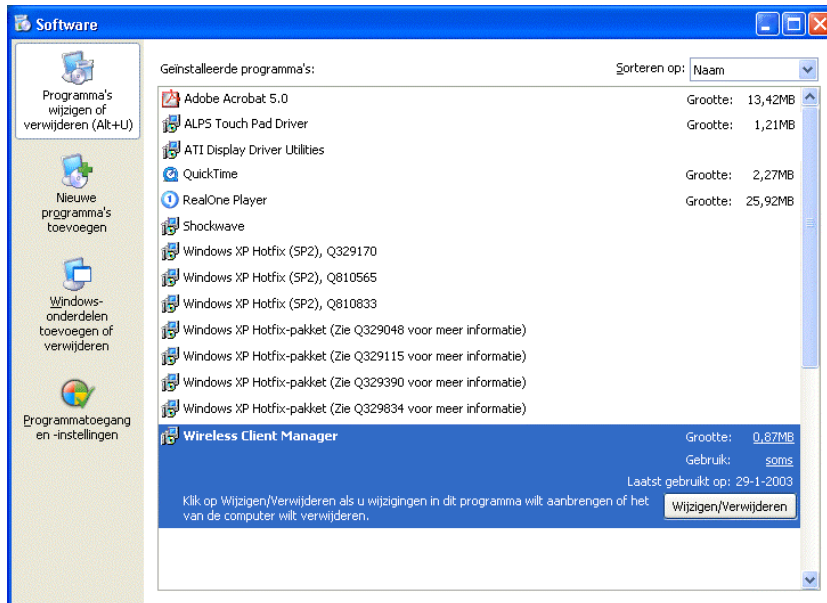 Software
Programma's
wijzigen of
verwijderen (Alt+U)
Nieuwe
programma's
toevoegen
Windows-
onderdelen
toevoegen of
verwijderen
Programmatoegang
en -instellingen
Geïnstalleerde programma's:
Sorteren op: Naam
Adobe Acrobat 5.0 Grootte: 13,42MB
ALPS Touch Pad Driver Grootte: 1,21MB
ATI Display Driver Utilities
QuickTime Grootte: 2,27MB
RealOne Player Grootte: 25,92MB
Shockwave
Windows XP Hotfix (SP2), Q329170
Windows XP Hotfix (SP2), Q810565
Windows XP Hotfix (SP2), Q810833
Windows XP Hotfix-pakket (Zie Q329048 voor meer informatie)
Windows XP Hotfix-pakket (Zie Q329115 voor meer informatie)
Windows XP Hotfix-pakket (Zie Q329390 voor meer informatie)
Windows XP Hotfix-pakket (Zie Q329834 voor meer informatie)
Wireless Client Manager Grootte: 0,87MB
Gebruik: soms
Laatst gebruikt op: 29-1-2003
Klik op Wijzigen/Verwijderen als u wijzigingen in dit programma wilt aanbrengen of het
van de computer wilt verwijderen.
Wijzigen/Verwijderen